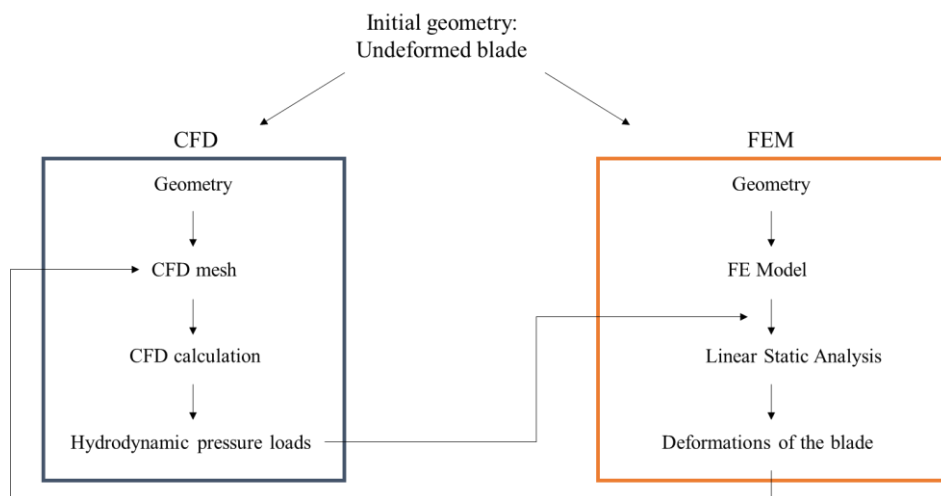 Initial geometry:
Undeformed blade
CFD
Geometry
CFD mesh
CFD calculation
Hydrodynamic pressure loads
FEM
Geometry
FE Model
Linear Static Analysis
Deformations of the blade